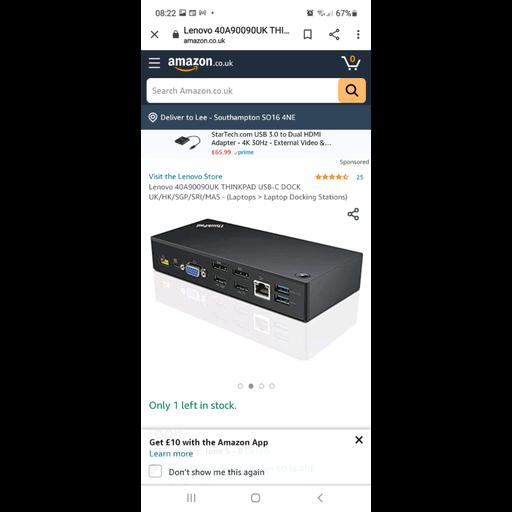 08:22
67%
Lenovo 40A90090UK THI...
amazon.co.uk
amazon.co.uk
0
Search Amazon.co.uk
Deliver to Lee - Southampton SO16 4NE
StarTech.com USB 3.0 to Dual HDMI
Adapter - 4K 30Hz - External Video &...
£65.99 prime
Sponsored
Visit the Lenovo Store
25
Lenovo 40A90090UK THINKPAD USB-C DOCK
UK/HK/SGP/SRI/MAS - (Laptops > Laptop Docking Stations)
ThinkPad
Only 1 left in stock.
Get £10 with the Amazon App
Learn more
Don't show me this again